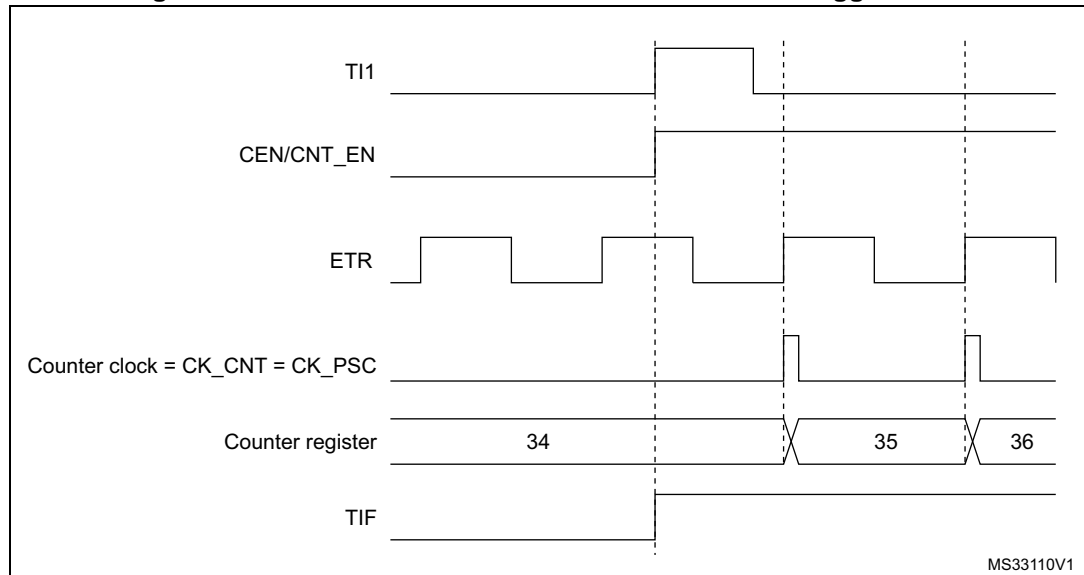 TI1
CEN/CNT_EN
ETR
Counter clock = CK_CNT = CK_PSC
Counter register
34
35
36
TIF
MS33110V1